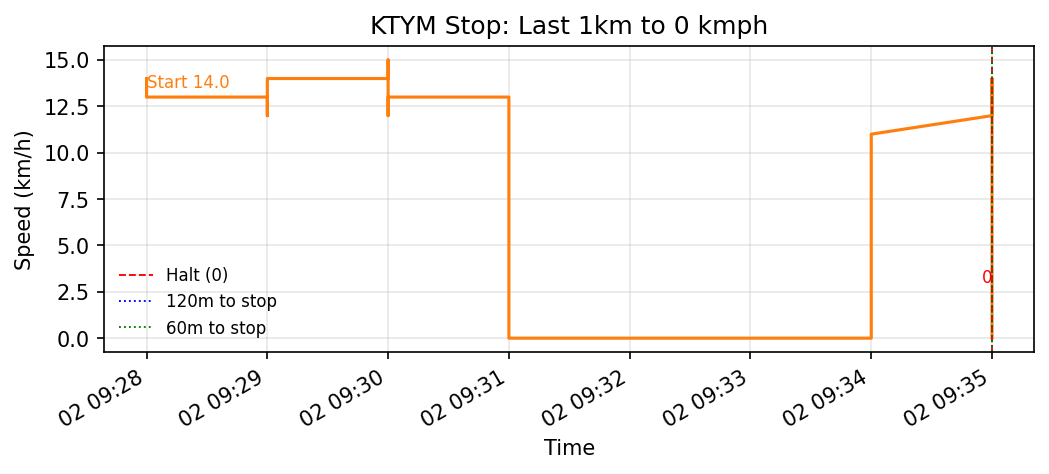 KTYM Stop: Last 1km to 0 kmph
Speed (km/h)
15.0
12.5
10.0
7.5
5.0
2.5
0.0
Start 14.0
0
Halt (0)
120m to stop
60m to stop
02 09:28
02 09:29
02 09:30
02 09:31
02 09:32
02 09:33
02 09:34
02 09:35
Time